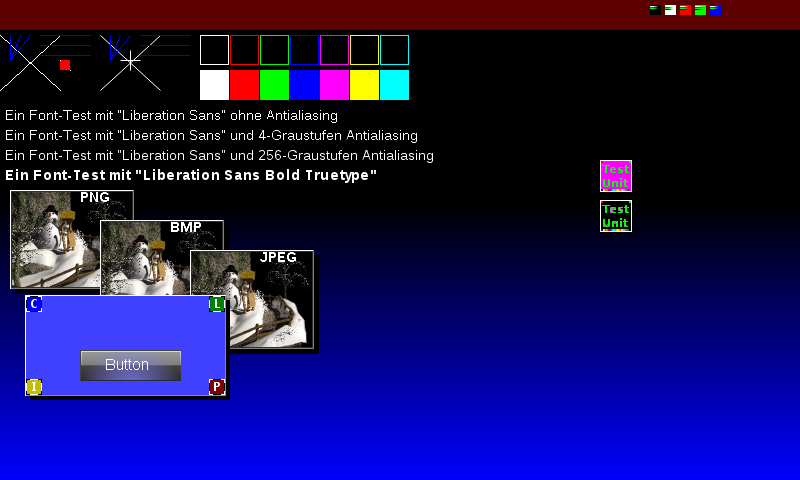 Ein Font-Test mit "Liberation Sans" ohne Antialiasing
Ein Font-Test mit "Liberation Sans" und 4-Graustufen Antialiasing
Ein Font-Test mit "Liberation Sans" und 256-Graustufen Antialiasing
Ein Font-Test mit "Liberation Sans Bold Truetype"
Test
Unit
Test
Unit
PNG
BMP
JPEG
C
L
Button
I
P